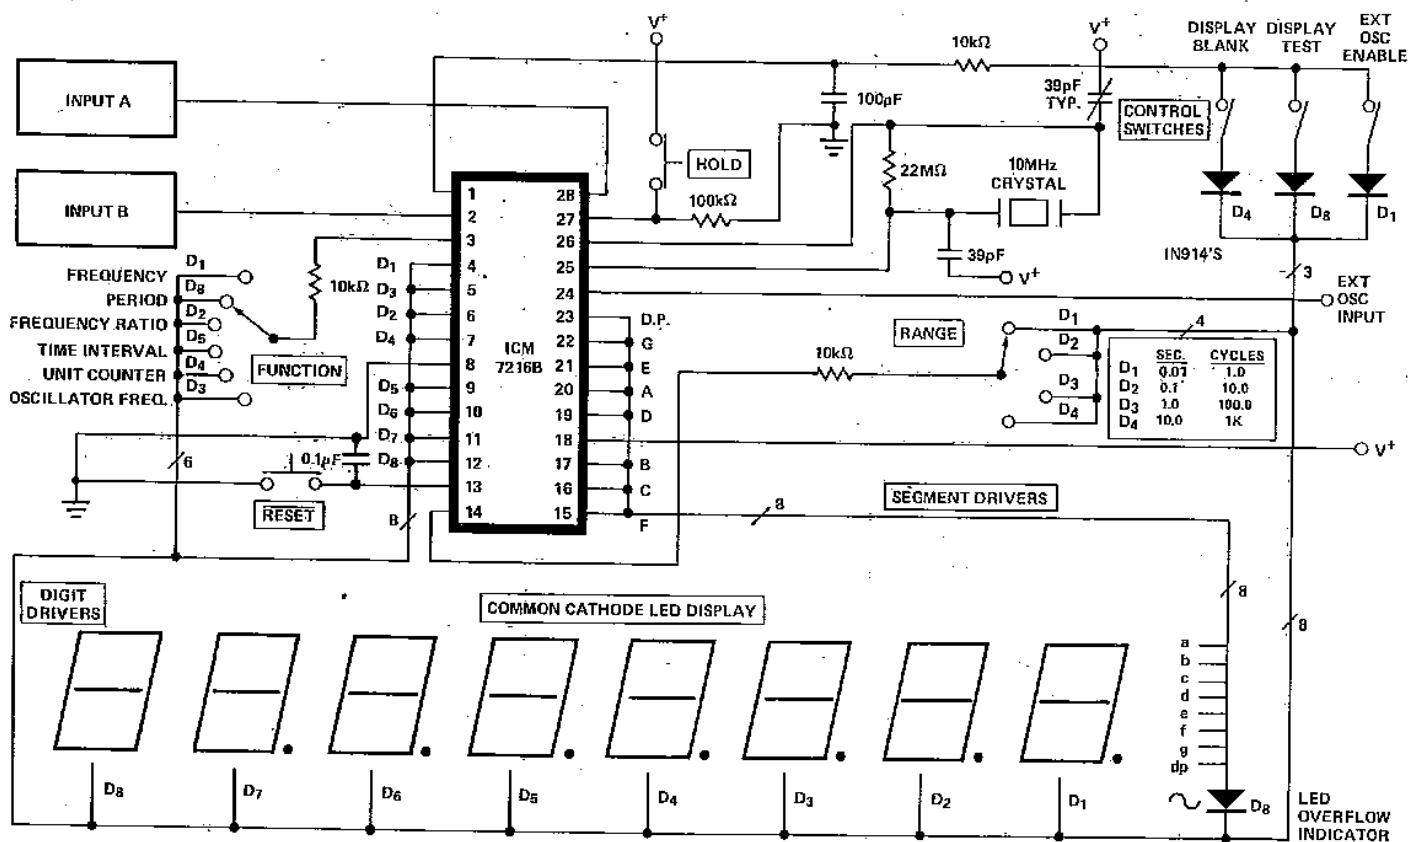 V+
DISPLAY BLANK
DISPLAY TEST
EXT OSC ENABLE
10kΩ
V+
INPUT A
100µF
39pF TYP.
CONTROL SWITCHES
HOLD
22MΩ
10MHz CRYSTAL
INPUT B
100kΩ
D4
D8
D1
IN914'S
39pF
V+
3
EXT OSC INPUT
1
2
3
4
5
6
7
8
9
10
11
12
13
14
28
27
26
25
24
23
22
21
20
19
18
17
16
15
ICM 7216B
FREQUENCY D1
PERIOD D8
FREQUENCY RATIO D2
TIME INTERVAL D5
UNIT COUNTER D4
OSCILLATOR FREQ. D3
10kΩ
FUNCTION
D1
D3
D2
D4
D5
D6
D7
D8
D.P.
G
E
A
D
B
C
F
RANGE
10kΩ
D1
D2
D3
D4
4
SEC. CYCLES
D1 0.01 1.0
D2 0.1 10.0
D3 1.0 100.0
D4 10.0 1K
V+
6
0.1µF
RESET
8
SEGMENT DRIVERS
8
DIGIT DRIVERS
COMMON CATHODE LED DISPLAY
8
8
a
b
c
d
e
f
g
dp
D8
D7
D6
D5
D4
D3
D2
D1
D8
LED OVERFLOW INDICATOR